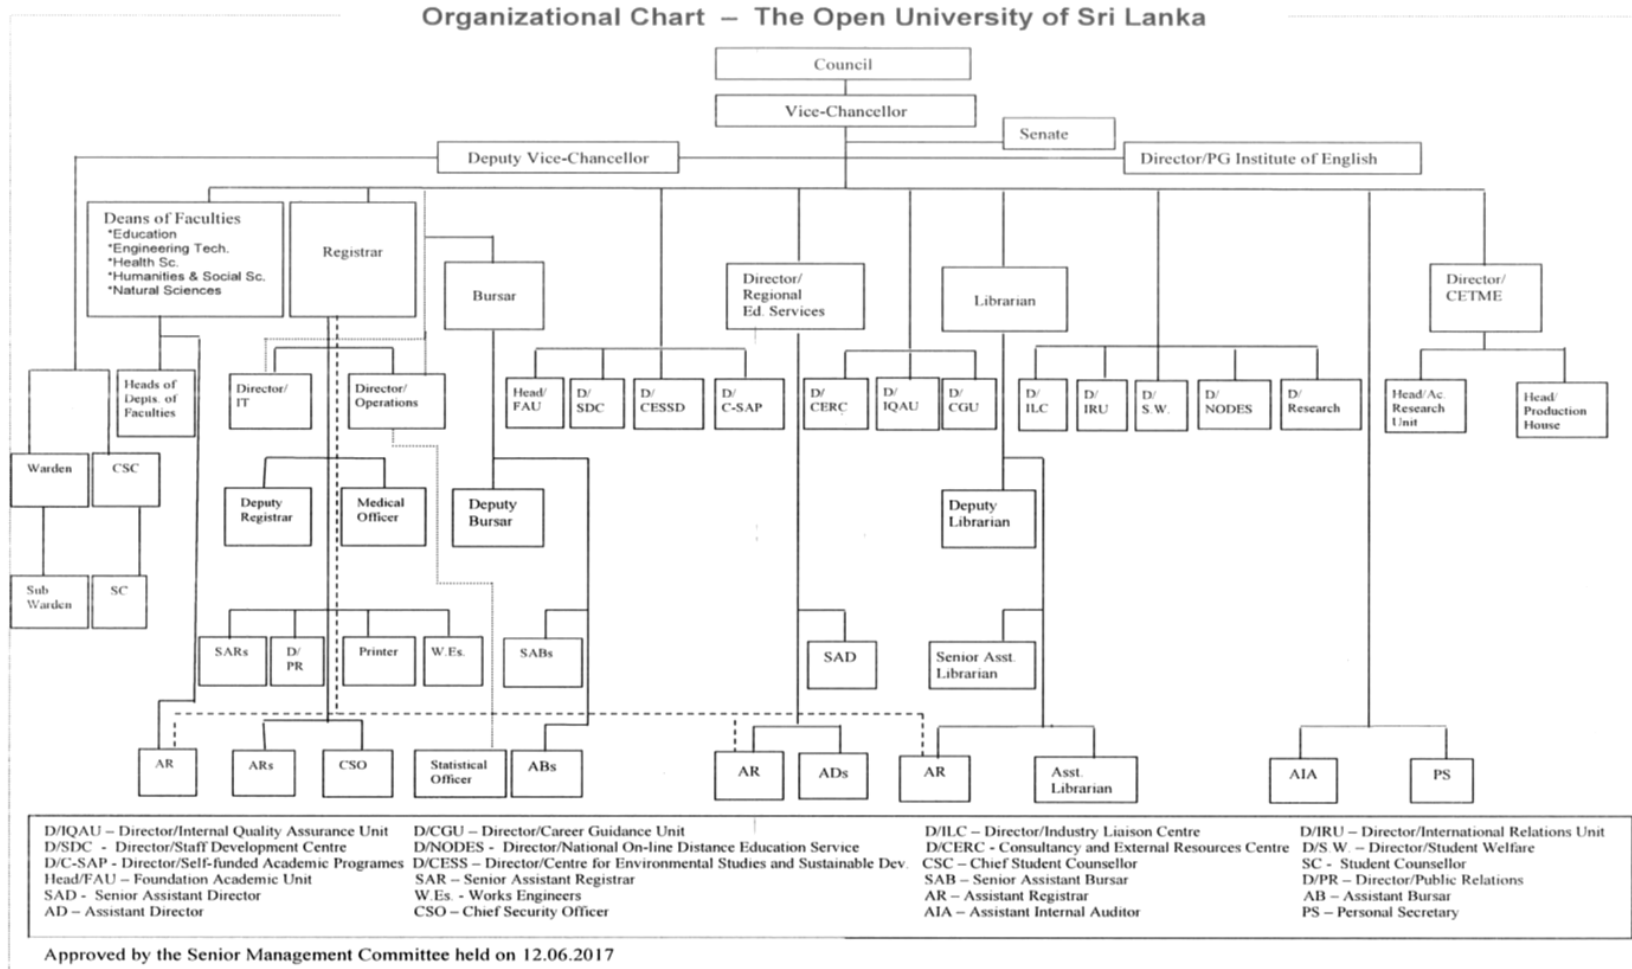 Organizational Chart – The Open University of Sri Lanka
Council
Vice-Chancellor
Senate
Deputy Vice-Chancellor
Director/PG Institute of English
Deans of Faculties
*Education
*Engineering Tech.
*Health Sc.
*Humanities & Social Sc.
*Natural Sciences
Registrar
Bursar
Director/
Regional
Ed. Services
Librarian
Director/
CETME
Heads of
Depts. of
Faculties
Director/
IT
Director/
Operations
Head/
FAU
D/
SDC
D/
CESSD
D/
C-SAP
D/
CERC
D/
IQAU
D/
CGU
D/
ILC
D/
IRU
D/
S.W.
D/
NODES
D/
Research
Head/Ac.
Research
Unit
Head/
Production
House
Warden
CSC
Deputy
Registrar
Medical
Officer
Deputy
Bursar
Deputy
Librarian
Sub
Warden
SC
SARs
D/
PR
Printer
W.Es.
SABs
SAD
Senior Asst.
Librarian
AR
ARs
CSO
Statistical
Officer
ABs
AR
ADs
AR
Asst.
Librarian
AIA
PS
D/IQAU – Director/Internal Quality Assurance Unit D/CGU – Director/Career Guidance Unit D/ILC – Director/Industry Liaison Centre D/IRU – Director/International Relations Unit
D/SDC - Director/Staff Development Centre D/NODES - Director/National On-line Distance Education Service D/CERC - Consultancy and External Resources Centre D/S.W. – Director/Student Welfare
D/C-SAP - Director/Self-funded Academic Programes D/CESS – Director/Centre for Environmental Studies and Sustainable Dev. CSC – Chief Student Counsellor SC - Student Counsellor
Head/FAU – Foundation Academic Unit SAR – Senior Assistant Registrar SAB – Senior Assistant Bursar D/PR – Director/Public Relations
SAD - Senior Assistant Director W.Es. - Works Engineers AR – Assistant Registrar AB – Assistant Bursar
AD – Assistant Director CSO – Chief Security Officer AIA – Assistant Internal Auditor PS – Personal Secretary
Approved by the Senior Management Committee held on 12.06.2017